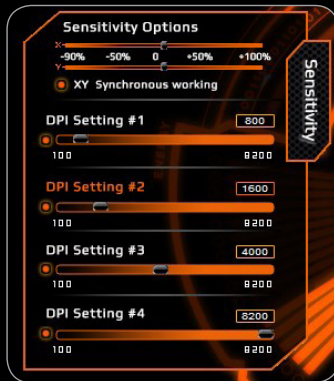 Sensitivity Options
X
-90% -50% 0 +50% +100%
Y
XY Synchronous working
Sensitivity
DPI Setting #1 800
100 8200
DPI Setting #2 1600
100 8200
DPI Setting #3 4000
100 8200
DPI Setting #4 8200
100 8200